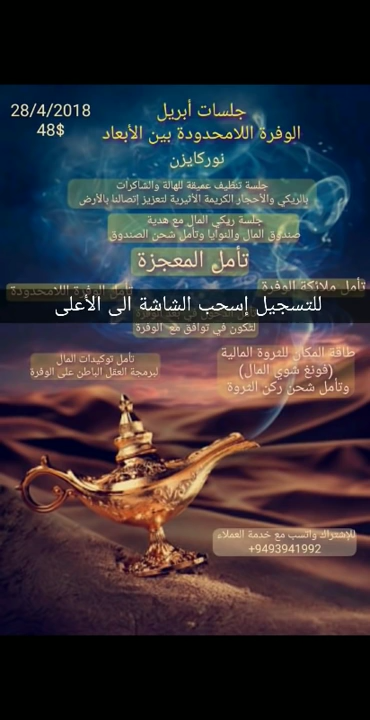 28/4/2018
48$
جلسات أبريل
الوفرة اللامحدودة بين الأبعاد
نوركايزن
جلسة تنظيف عميقة للهالة والشاكرات
بالريكي والأحجار الكريمة الأثيرية لتعزيز إتصالنا بالأرض
جلسة ريكي المال مع هدية
صندوق المال والنوايا وتأمل شحن الصندوق
تأمل المعجزة
تأمل ملائكة الوفرة
تأمل الوفرة اللامحدودة
للتسجيل إسحب الشاشة الى الأعلى
لتكون في توافق مع الوفرة
طاقة المكان للثروة المالية
(فونغ شوي المال)
وتأمل شحن ركن الثروة
تأمل توكيدات المال
لبرمجة العقل الباطن على الوفرة
للإشتراك واتسب مع خدمة العملاء
+9493941992